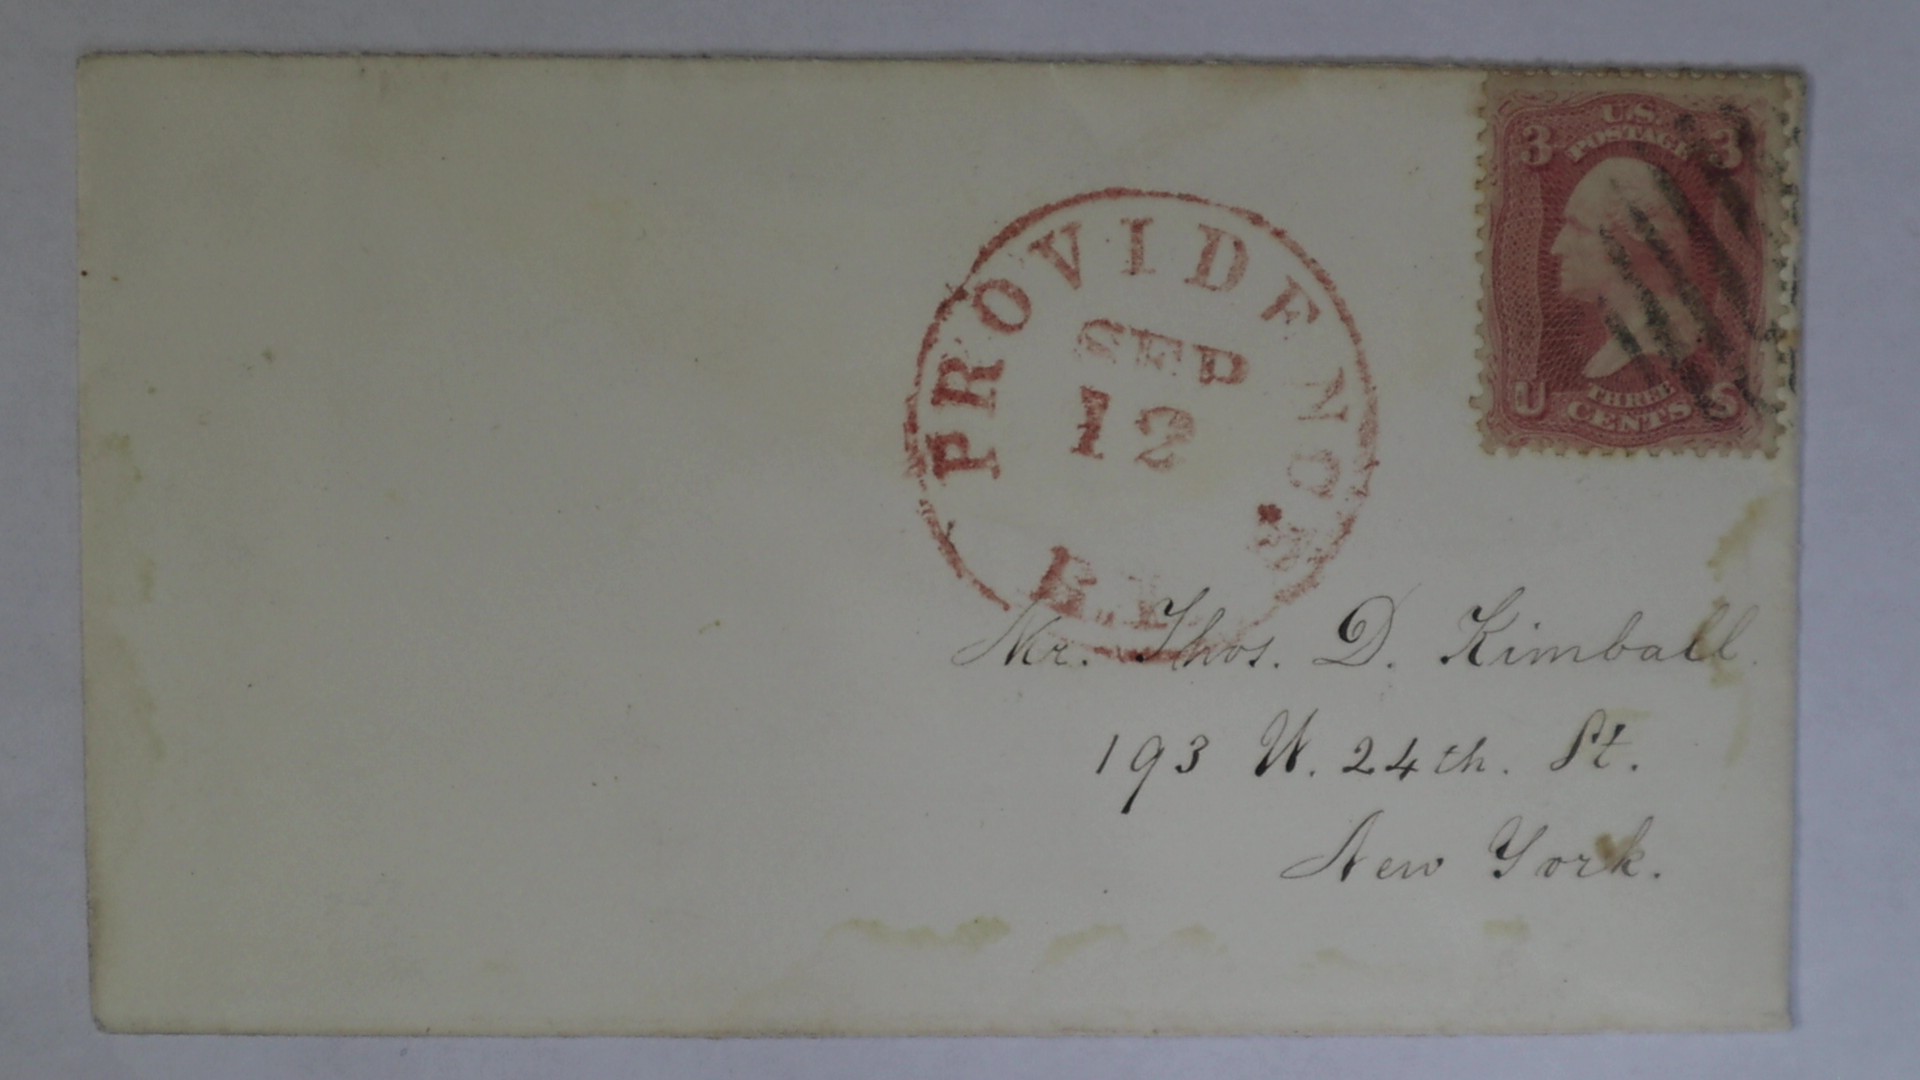 U.S.
POSTAGE
3 3
U S
THREE
CENTS
PROVIDENCE
SEP
12
R.I.
Mr. Thos. D. Kimball.
193 W. 24th. St.
New York.